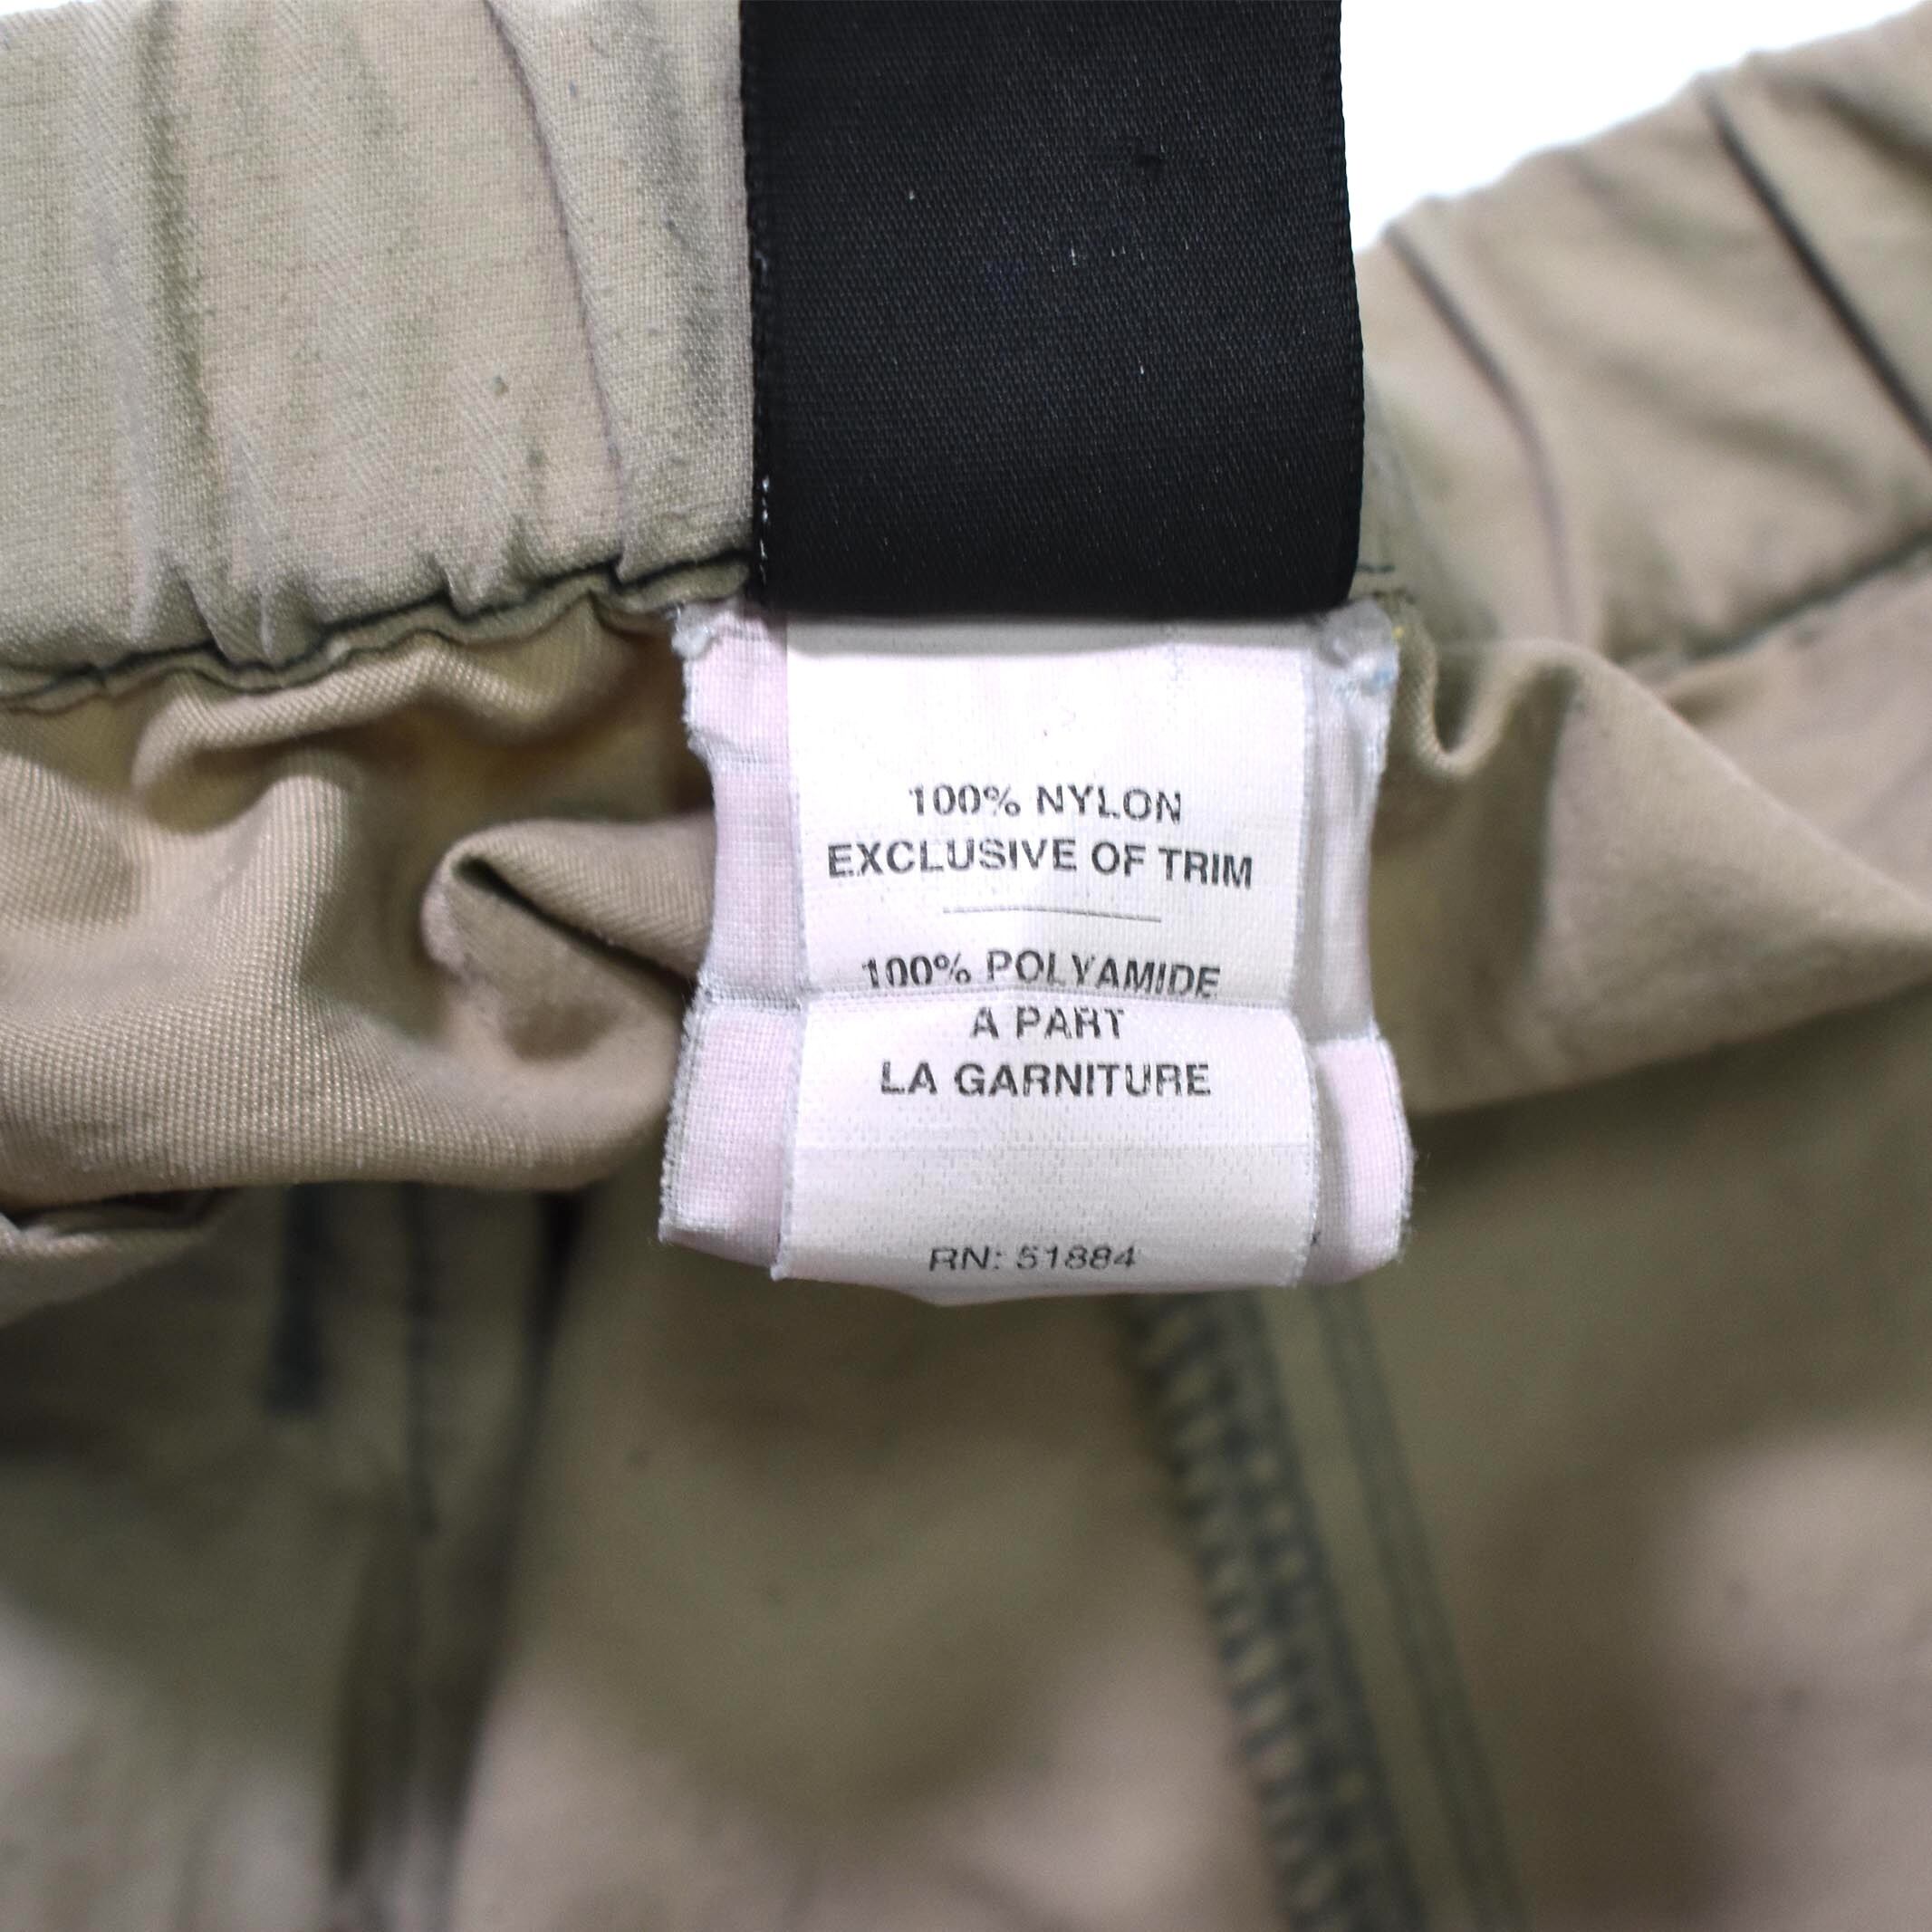 100% NYLON
EXCLUSIVE OF TRIM
100% POLYAMIDE
A PART
LA GARNITURE
RN: 51884